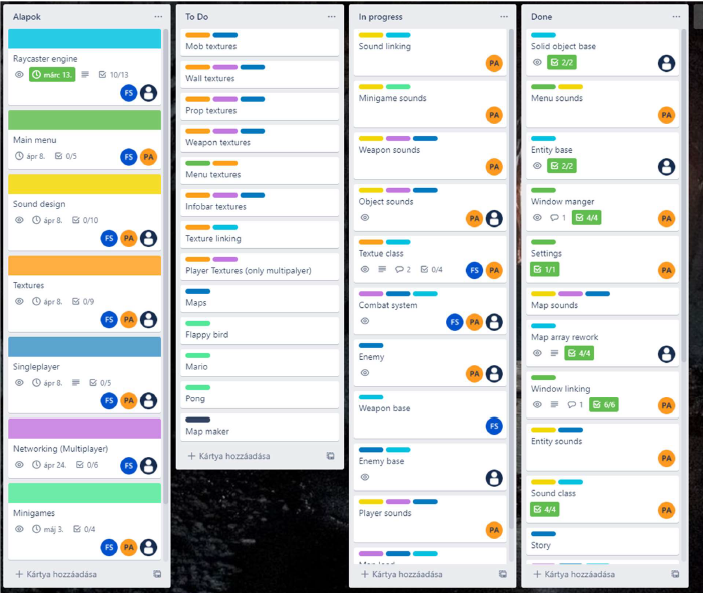 Alapok
Raycaster engine
márc 13.
10/13
FS
Main menu
ápr 8.
0/5
FS
PA
Sound design
ápr 8.
0/10
FS
PA
Textures
ápr 8.
0/9
FS
PA
Singleplayer
ápr 8.
0/5
FS
PA
Networking (Multiplayer)
ápr 24.
0/6
FS
Minigames
máj 3.
0/4
FS
PA
+ Kártya hozzáadása
To Do
Mob textures
Wall textures
Prop textures
Weapon textures
Menu textures
Infobar textures
Texture linking
Player Textures (only multipalyer)
Maps
Flappy bird
Mario
Pong
Map maker
+ Kártya hozzáadása
In progress
Sound linking
PA
Minigame sounds
PA
Weapon sounds
PA
Object sounds
PA
Textue class
2
0/4
FS
PA
Combat system
FS
PA
Enemy
PA
Weapon base
FS
Enemy base
Player sounds
PA
+ Kártya hozzáadása
Done
Solid object base
2/2
Menu sounds
PA
Entity base
2/2
Window manger
1
4/4
PA
Settings
1/1
PA
Map sounds
Map array rework
4/4
Window linking
1
6/6
PA
Entity sounds
PA
Sound class
4/4
PA
Story
+ Kártya hozzáadása